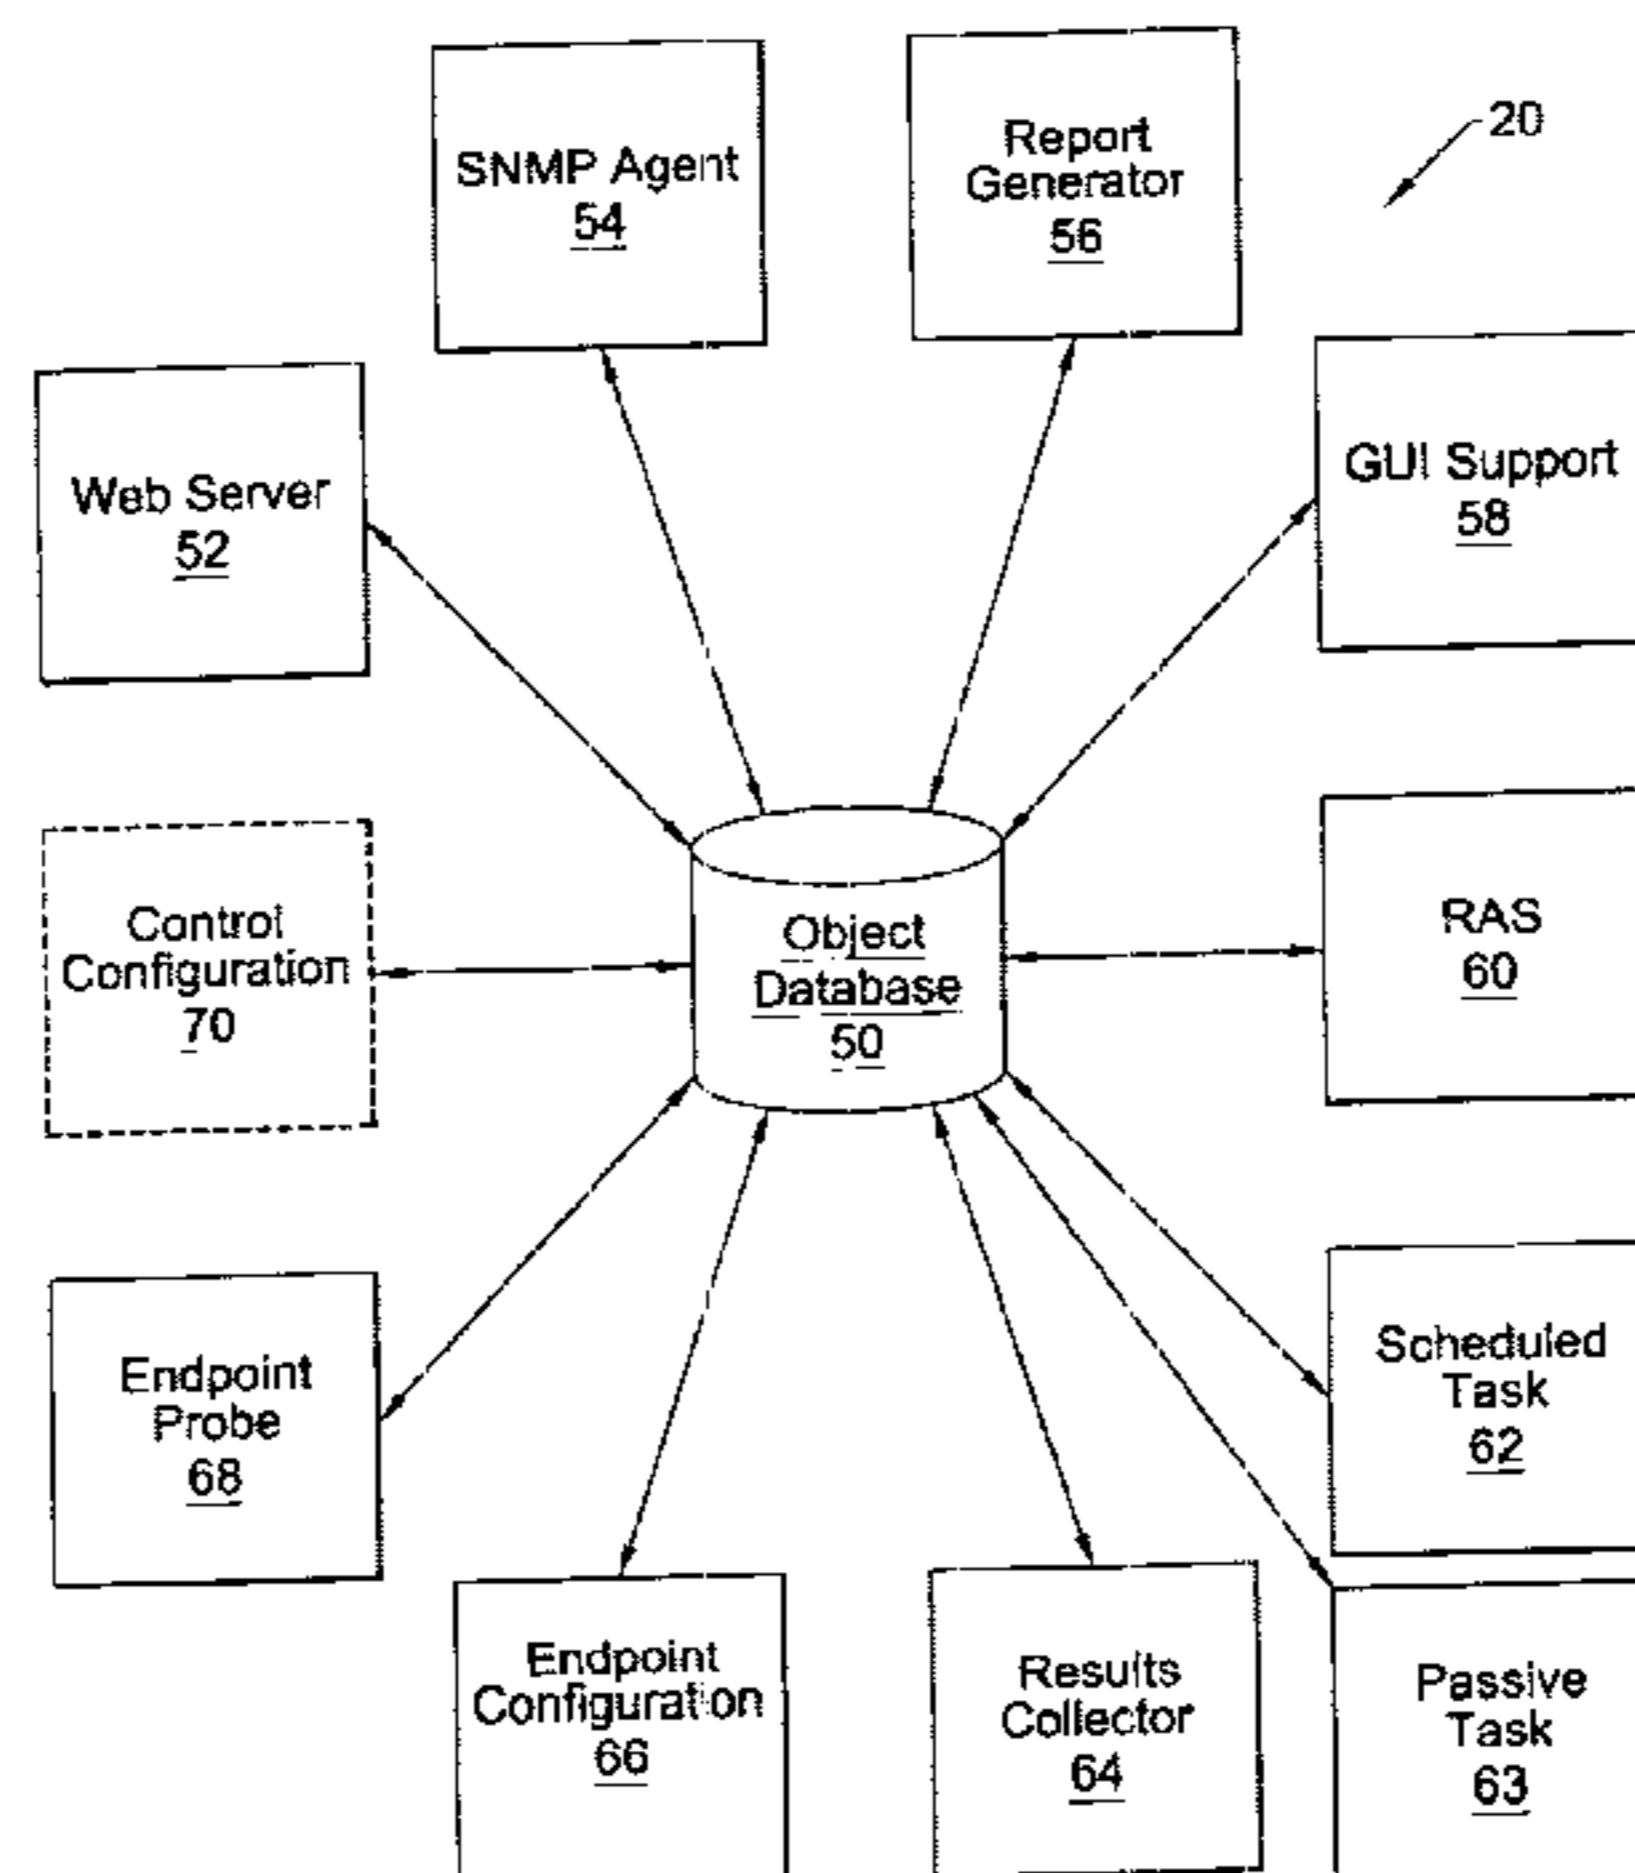 SNMP Agent
54
Report
Generator
56
20
Web Server
52
GUI Support
58
Control
Configuration
70
Object
Database
50
RAS
60
Endpoint
Probe
68
Scheduled
Task
62
Endpoint
Configuration
66
Results
Collector
64
Passive
Task
63